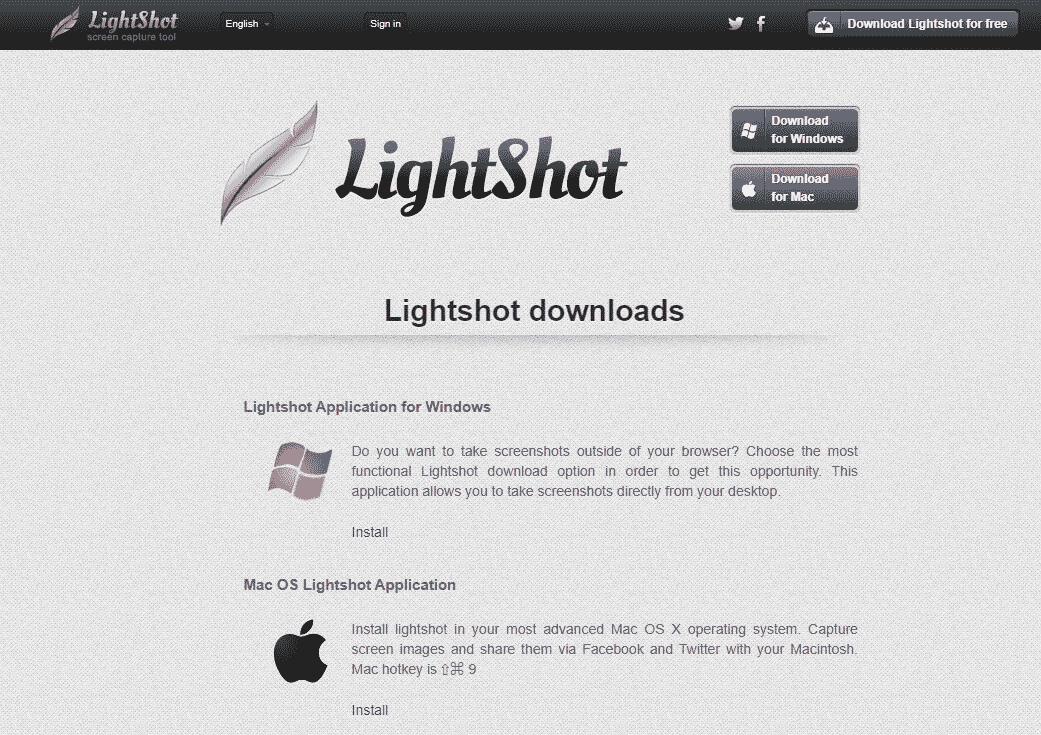 LightShot
screen capture tool
English
Sign in
Download Lightshot for free
LightShot
Download
for Windows
Download
for Mac
Lightshot downloads
Lightshot Application for Windows
Do you want to take screenshots outside of your browser? Choose the most
functional Lightshot download option in order to get this opportunity. This
application allows you to take screenshots directly from your desktop.
Install
Mac OS Lightshot Application
Install lightshot in your most advanced Mac OS X operating system. Capture
screen images and share them via Facebook and Twitter with your Macintosh.
Mac hotkey is ⇧⌘ 9
Install